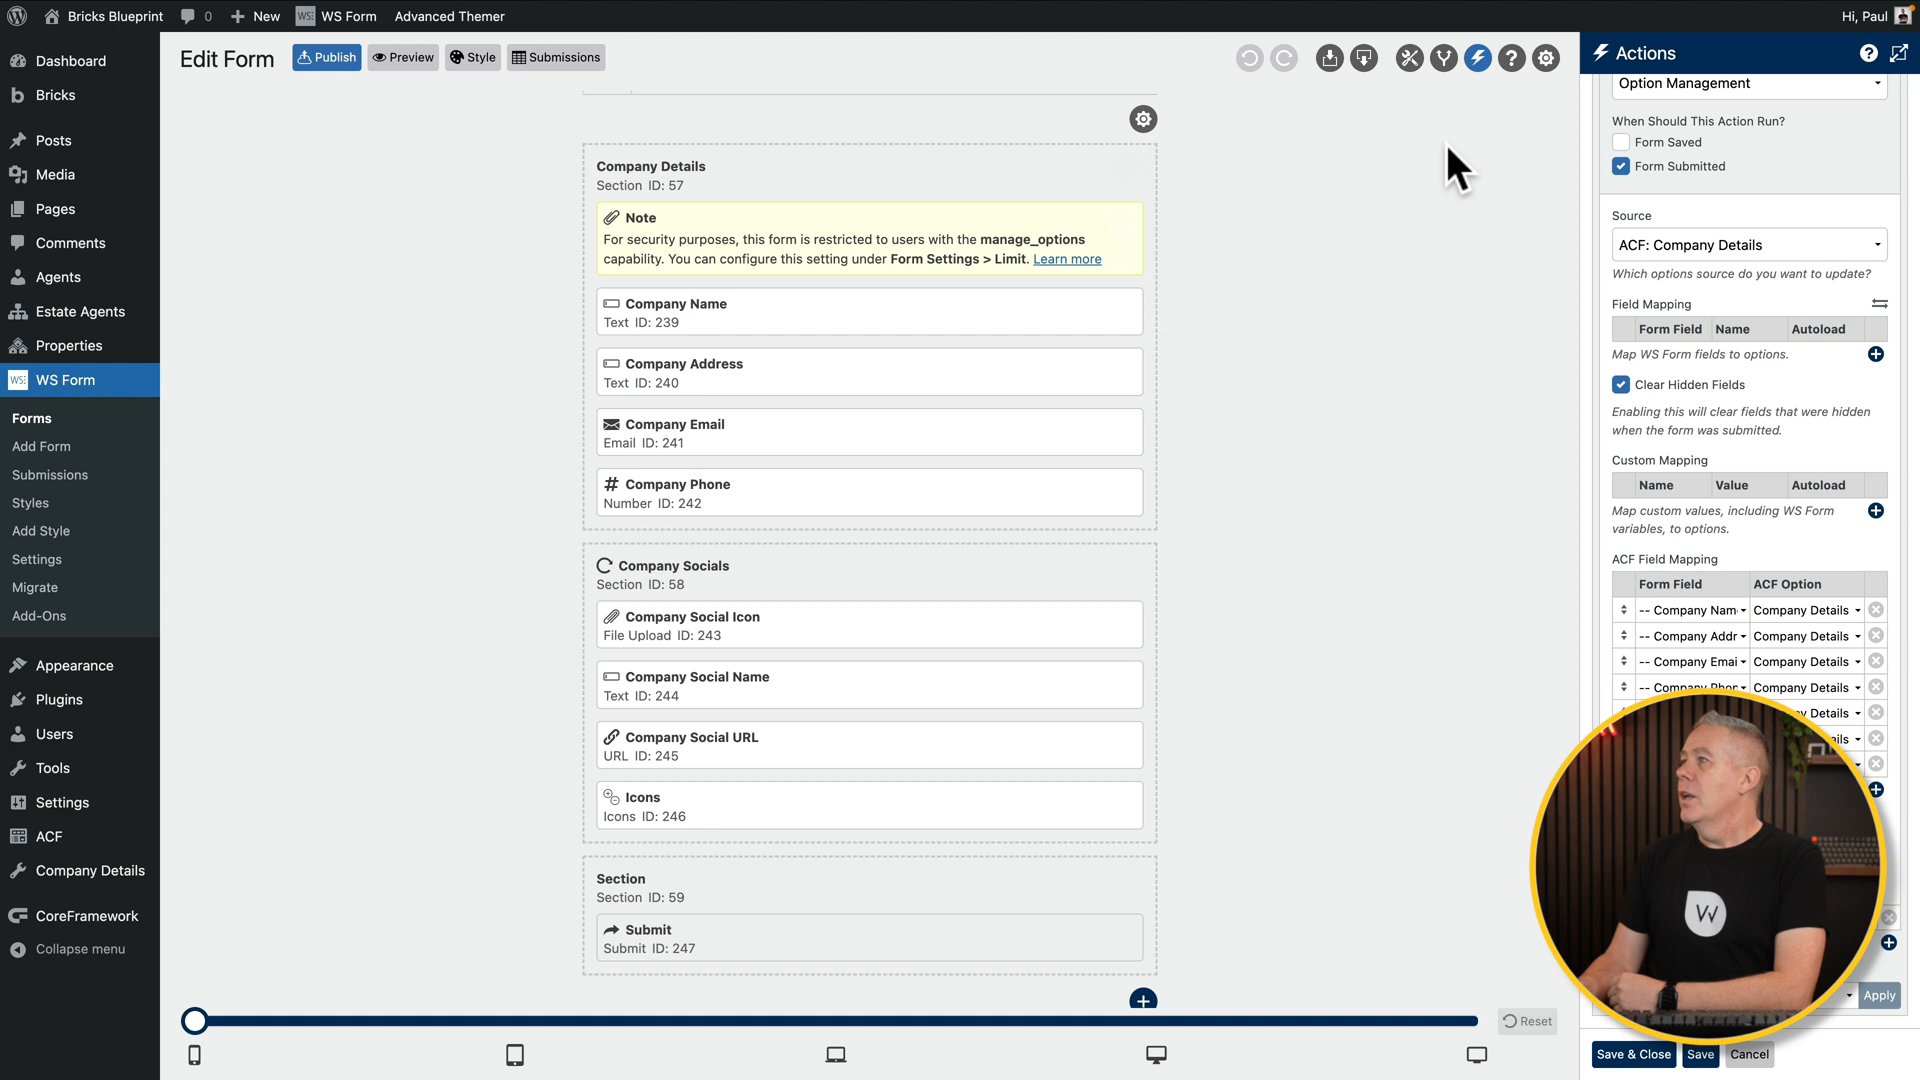 Bricks Blueprint
0
New
WS Form
Advanced Themer
Hi, Paul
Dashboard
Bricks
Posts
Media
Pages
Comments
Agents
Estate Agents
Properties
WS Form
Forms
Add Form
Submissions
Styles
Add Style
Settings
Migrate
Add-Ons
Appearance
Plugins
Users
Tools
Settings
ACF
Company Details
CoreFramework
Collapse menu
Edit Form
Publish
Preview
Style
Submissions
Company Details
Section ID: 57
Note
For security purposes, this form is restricted to users with the manage_options
capability. You can configure this setting under Form Settings > Limit. Learn more
Company Name
Text ID: 239
Company Address
Text ID: 240
Company Email
Email ID: 241
Company Phone
Number ID: 242
Company Socials
Section ID: 58
Company Social Icon
File Upload ID: 243
Company Social Name
Text ID: 244
Company Social URL
URL ID: 245
Icons
Icons ID: 246
Section
Section ID: 59
Submit
Submit ID: 247
Reset
Actions
Option Management
When Should This Action Run?
Form Saved
Form Submitted
Source
ACF: Company Details
Which options source do you want to update?
Field Mapping
Form Field Name Autoload
Map WS Form fields to options.
Clear Hidden Fields
Enabling this will clear fields that were hidden
when the form was submitted.
Custom Mapping
Name Value Autoload
Map custom values, including WS Form
variables, to options.
ACF Field Mapping
Form Field ACF Option
-- Company Nam Company Details
-- Company Addr Company Details
-- Company Emai Company Details
-- Company Phor Company Details
y Details
ails
W
Apply
Save & Close
Save
Cancel